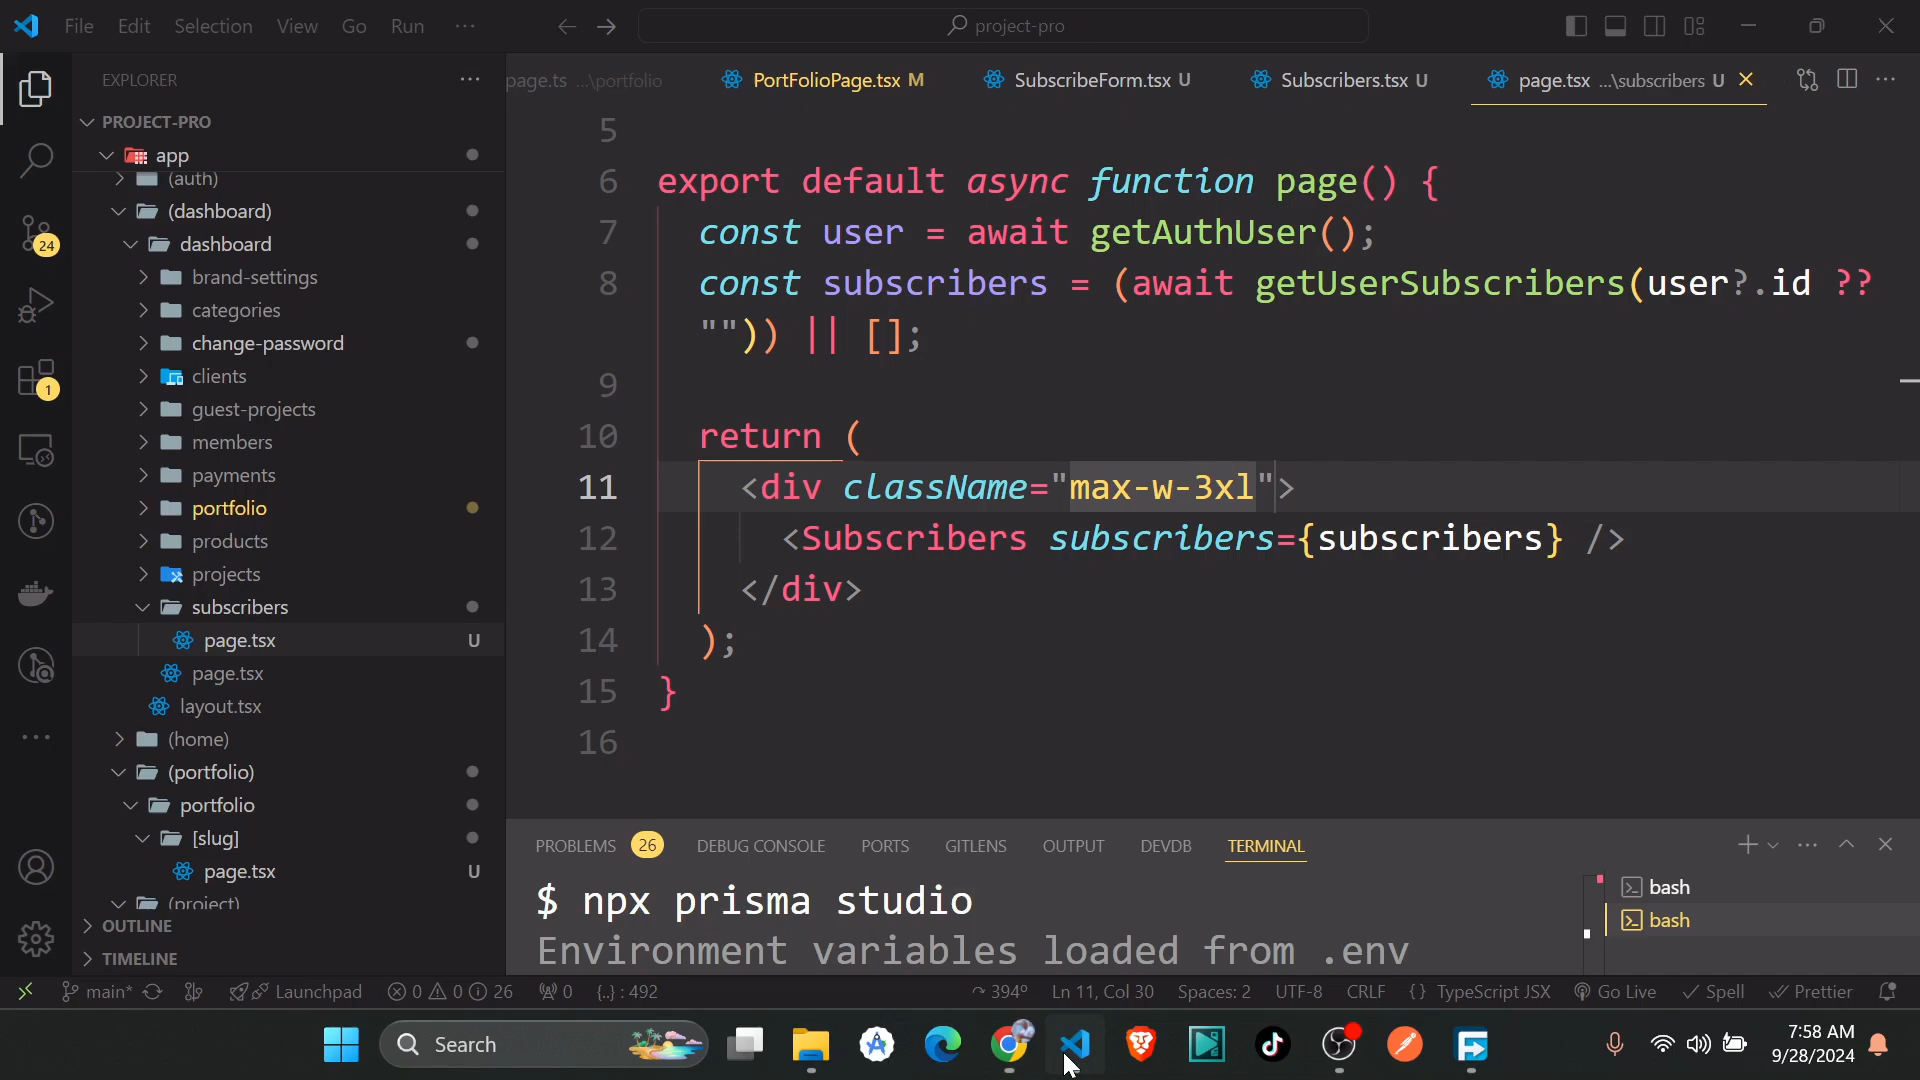 File Edit Selection View Go Run ··· project-pro
EXPLORER ···
page.ts ...\portfolio PortFolioPage.tsx M SubscribeForm.tsx U Subscribers.tsx U page.tsx ...\subscribers U
PROJECT-PRO
app
(auth)
(dashboard)
dashboard
brand-settings
categories
change-password
clients
guest-projects
members
payments
portfolio
products
projects
subscribers
page.tsx U
page.tsx
layout.tsx
(home)
(portfolio)
portfolio
[slug]
page.tsx U
(project)
OUTLINE
TIMELINE
24
1
5
6 export default async function page() {
7 const user = await getAuthUser();
8 const subscribers = (await getUserSubscribers(user?.id ??
"")) || [];
9
10 return (
11 <div className="max-w-3xl">
12 <Subscribers subscribers={subscribers} />
13 </div>
14 );
15 }
16
PROBLEMS 26 DEBUG CONSOLE PORTS GITLENS OUTPUT DEVDB TERMINAL
$ npx prisma studio
Environment variables loaded from .env
bash
bash
main* Launchpad 0 0 26 0 {..} : 492 394° Ln 11, Col 30 Spaces: 2 UTF-8 CRLF {} TypeScript JSX Go Live Spell Prettier
Search
7:58 AM
9/28/2024